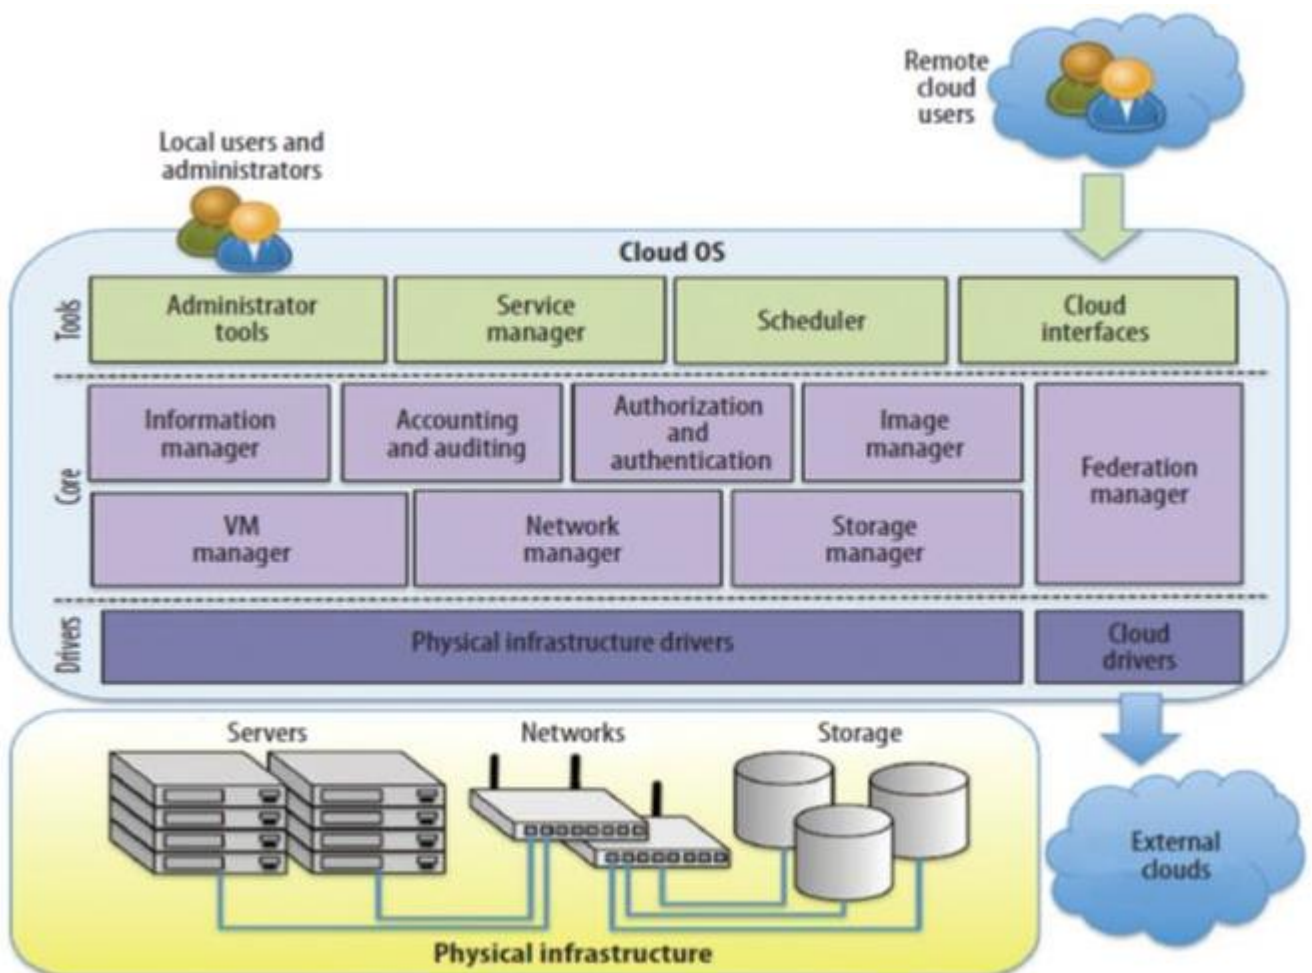 Remote
cloud
users
Local users and
administrators
Cloud OS
Tools
Administrator
tools
Service
manager
Scheduler
Cloud
interfaces
Core
Information
manager
Accounting
and auditing
Authorization
and
authentication
Image
manager
Federation
manager
VM
manager
Network
manager
Storage
manager
Drivers
Physical infrastructure drivers
Cloud
drivers
Servers
Networks
Storage
External
clouds
Physical infrastructure